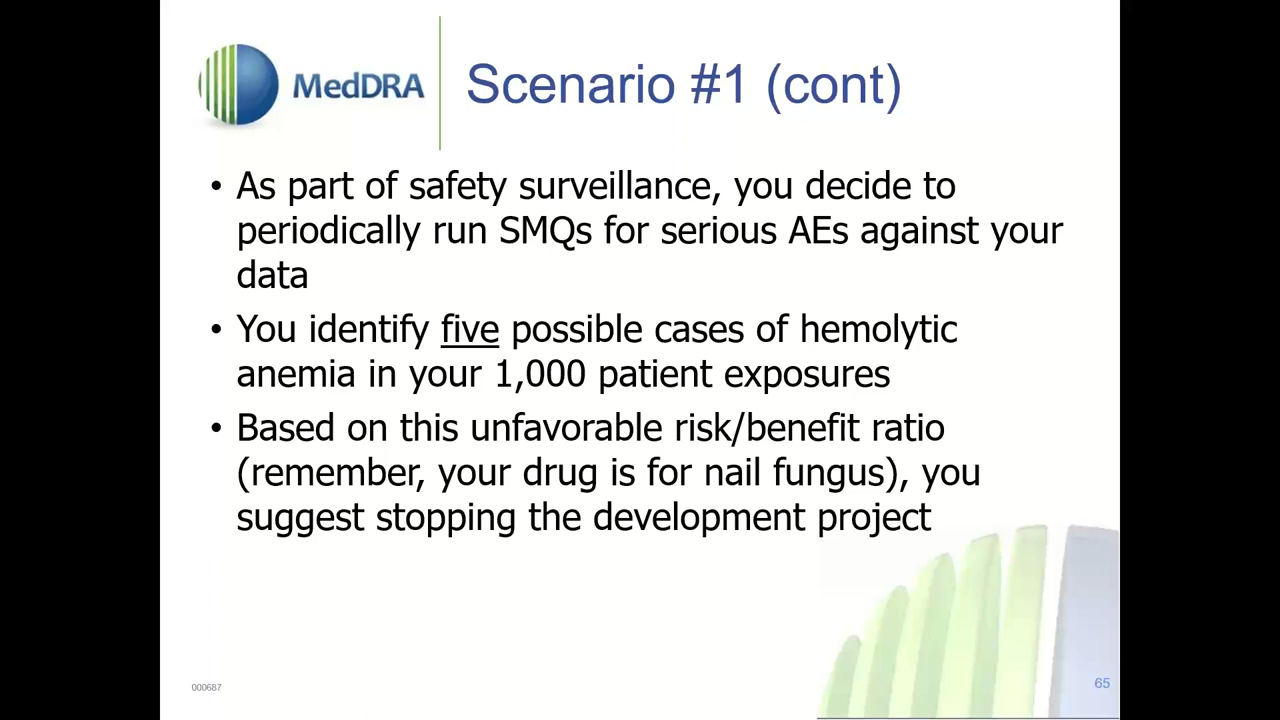 MedDRA
Scenario #1 (cont)
• As part of safety surveillance, you decide to
periodically run SMQs for serious AEs against your
data
• You identify five possible cases of hemolytic
anemia in your 1,000 patient exposures
• Based on this unfavorable risk/benefit ratio
(remember, your drug is for nail fungus), you
suggest stopping the development project
000687
65